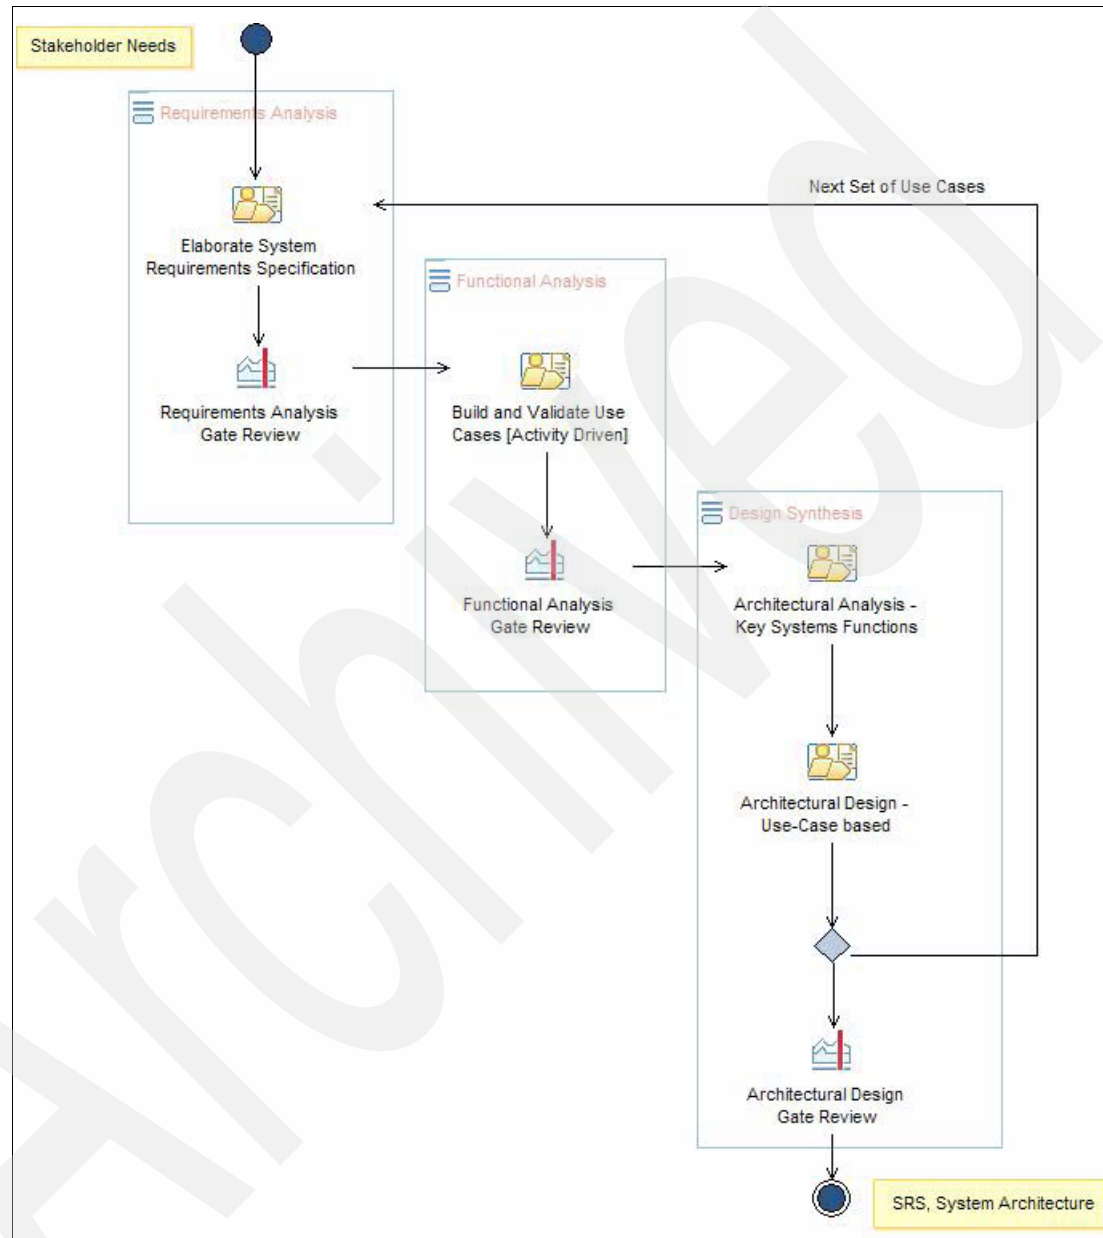 Stakeholder Needs
Requirements Analysis
Next Set of Use Cases
Elaborate System
Requirements Specification
Functional Analysis
Requirements Analysis
Gate Review
Build and Validate Use
Cases [Activity Driven]
Design Synthesis
Functional Analysis
Gate Review
Architectural Analysis -
Key Systems Functions
Architectural Design -
Use-Case based
Architectural Design
Gate Review
SRS, System Architecture
Archived